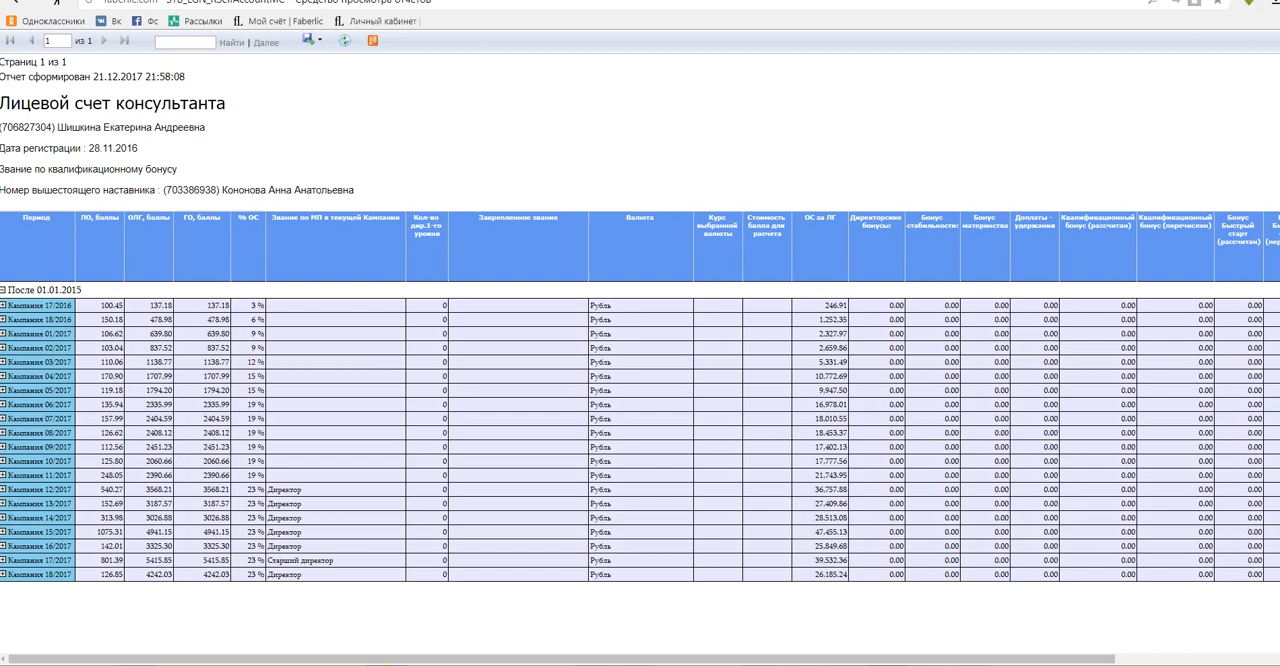 faberlic.com STB_EGN_RSelfAccountMC - Средство просмотра отчетов
Одноклассники Вк Фс Рассылки Мой счёт | Faberlic Личный кабинет
1 из 1 Найти | Далее
Страниц 1 из 1
Отчет сформирован 21.12.2017 21:58:08
Лицевой счет консультанта
(706827304) Шишкина Екатерина Андреевна
Дата регистрации : 28.11.2016
Звание по квалификационному бонусу
Номер вышестоящего наставника : (703386938) Кононова Анна Анатольевна
Период ЛО, баллы ОЛГ, баллы ГО, баллы % ОС Звание по МП в текущей Кампании Кол-во дир.1-го уровня Закрепленное звание Валюта Курс выбранной валюты Стоимость балла для расчета ОС за ЛГ Директорские бонусы: Бонус стабильности: Бонус материнства Доплаты - удержания Квалификационный бонус (рассчитан) Квалификационный бонус (перечислен) Бонус Быстрый старт (рассчитан)
После 01.01.2015
Кампания 17/2016 100.45 137.18 137.18 3 % 0 Рубль 246.91 0.00 0.00 0.00 0.00 0.00 0.00 0.00
Кампания 18/2016 150.18 478.98 478.98 6 % 0 Рубль 1.252.35 0.00 0.00 0.00 0.00 0.00 0.00 0.00
Кампания 01/2017 106.62 639.80 639.80 9 % 0 Рубль 2.327.97 0.00 0.00 0.00 0.00 0.00 0.00 0.00
Кампания 02/2017 103.04 837.52 837.52 9 % 0 Рубль 2.659.86 0.00 0.00 0.00 0.00 0.00 0.00 0.00
Кампания 03/2017 110.06 1138.77 1138.77 12 % 0 Рубль 5.331.49 0.00 0.00 0.00 0.00 0.00 0.00 0.00
Кампания 04/2017 170.90 1707.99 1707.99 15 % 0 Рубль 10,772.69 0.00 0.00 0.00 0.00 0.00 0.00 0.00
Кампания 05/2017 119.18 1794.20 1794.20 15 % 0 Рубль 9,947.50 0.00 0.00 0.00 0.00 0.00 0.00 0.00
Кампания 06/2017 135.94 2335.99 2335.99 19 % 0 Рубль 16,978.01 0.00 0.00 0.00 0.00 0.00 0.00 0.00
Кампания 07/2017 157.99 2404.59 2404.59 19 % 0 Рубль 18.010.55 0.00 0.00 0.00 0.00 0.00 0.00 0.00
Кампания 08/2017 126.62 2408.12 2408.12 19 % 0 Рубль 18.453.37 0.00 0.00 0.00 0.00 0.00 0.00 0.00
Кампания 09/2017 112.56 2451.23 2451.23 19 % 0 Рубль 17,402.13 0.00 0.00 0.00 0.00 0.00 0.00 0.00
Кампания 10/2017 125.80 2060.66 2060.66 19 % 0 Рубль 17,777.56 0.00 0.00 0.00 0.00 0.00 0.00 0.00
Кампания 11/2017 248.05 2390.66 2390.66 19 % 0 Рубль 21,743.95 0.00 0.00 0.00 0.00 0.00 0.00 0.00
Кампания 12/2017 540.27 3568.21 3568.21 23 % Директор 0 Рубль 36,757.88 0.00 0.00 0.00 0.00 0.00 0.00 0.00
Кампания 13/2017 152.69 3187.57 3187.57 23 % Директор 0 Рубль 27,409.86 0.00 0.00 0.00 0.00 0.00 0.00 0.00
Кампания 14/2017 313.98 3026.88 3026.88 23 % Директор 0 Рубль 28,513.08 0.00 0.00 0.00 0.00 0.00 0.00 0.00
Кампания 15/2017 1075.31 4941.15 4941.15 23 % Директор 0 Рубль 47,455.13 0.00 0.00 0.00 0.00 0.00 0.00 0.00
Кампания 16/2017 142.01 3325.30 3325.30 23 % Директор 0 Рубль 25.849.68 0.00 0.00 0.00 0.00 0.00 0.00 0.00
Кампания 17/2017 801.39 5415.85 5415.85 23 % Старший директор 0 Рубль 39,532.36 0.00 0.00 0.00 0.00 0.00 0.00 0.00
Кампания 18/2017 126.85 4242.03 4242.03 23 % Директор 0 Рубль 26,185.24 0.00 0.00 0.00 0.00 0.00 0.00 0.00